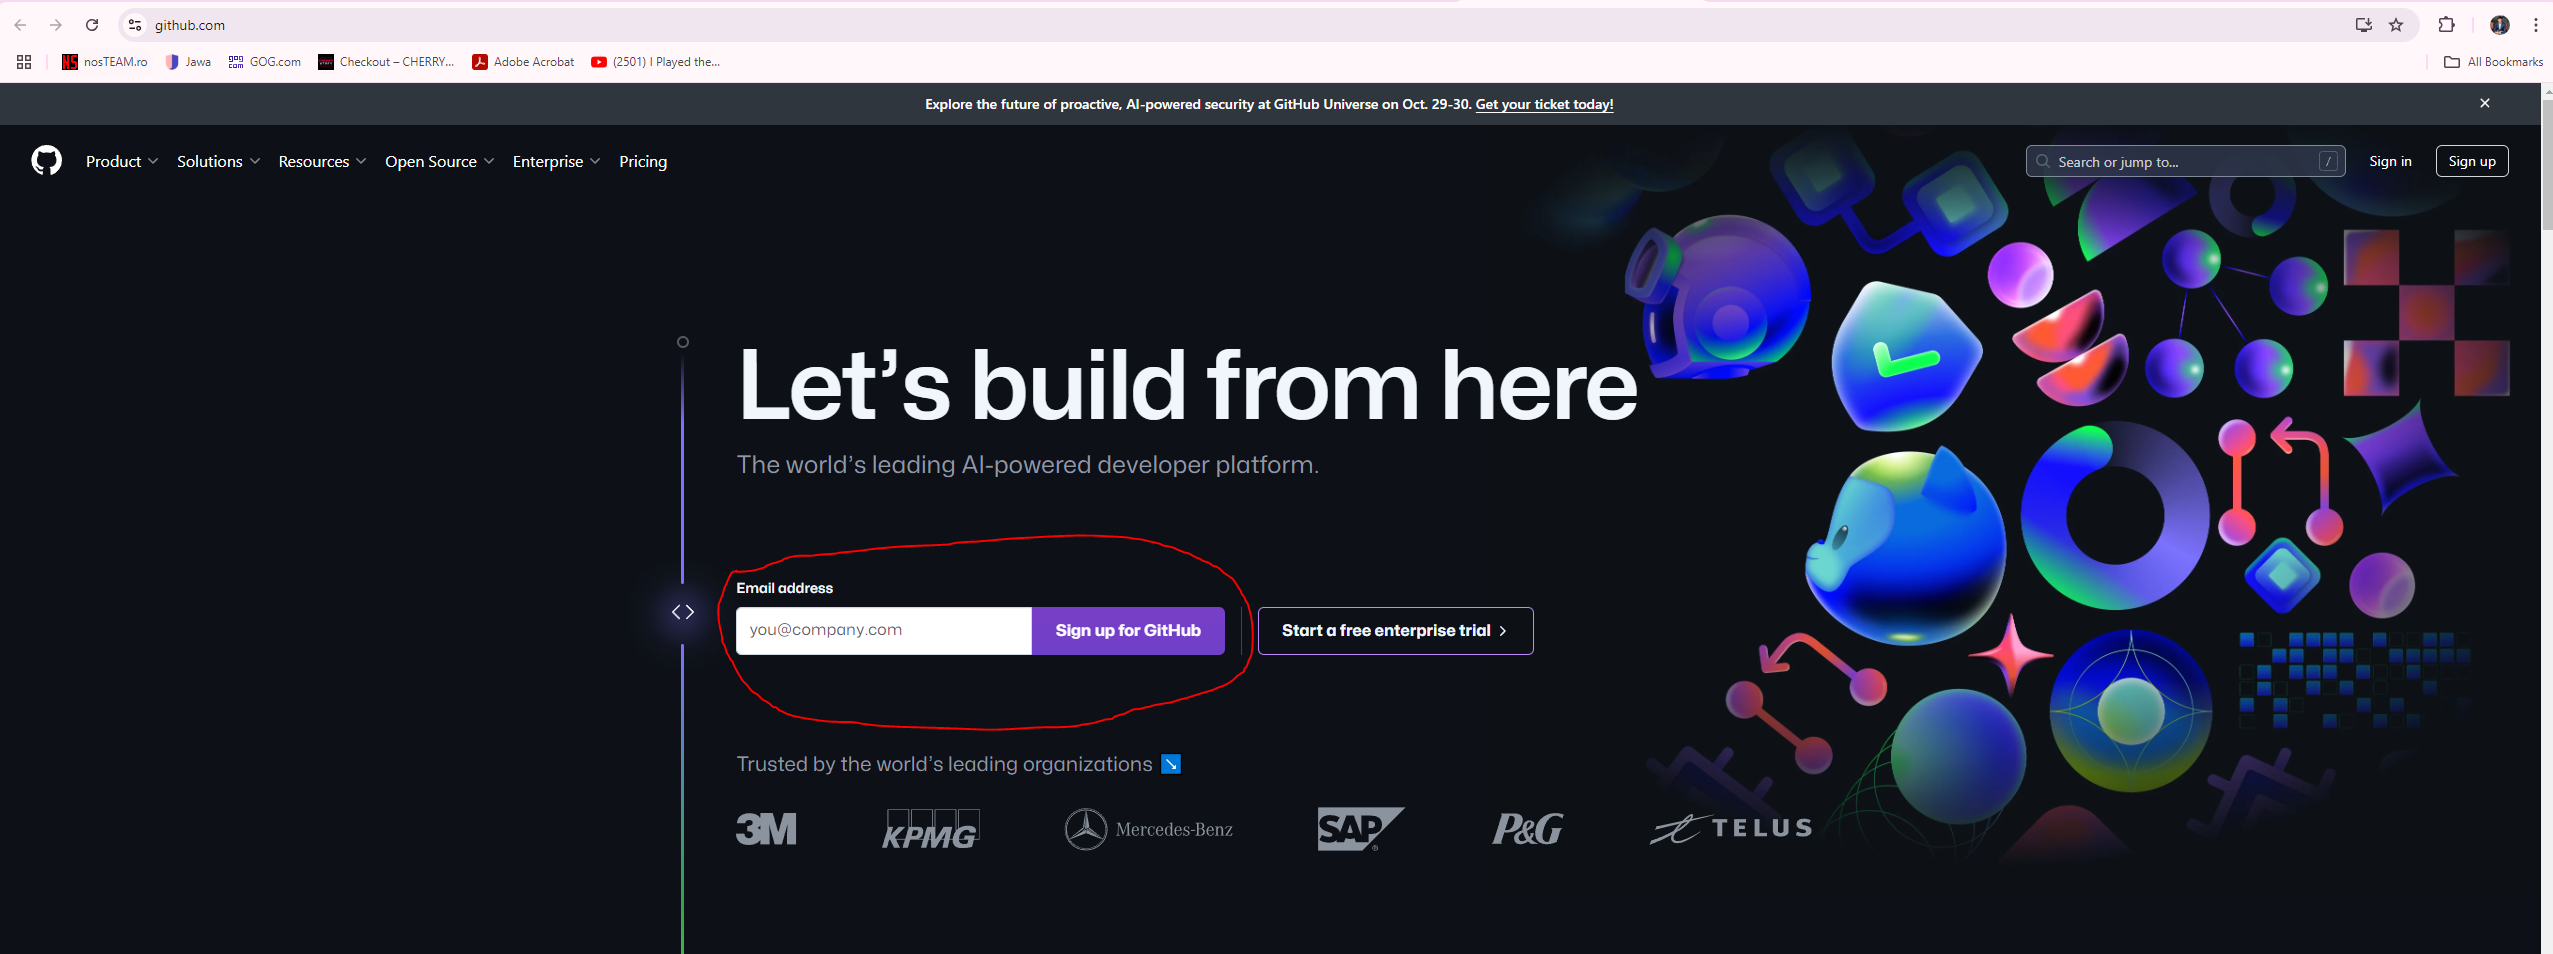 github.com
nosTEAM.ro
Jawa
GOG.com
Checkout – CHERRY...
Adobe Acrobat
(2501) I Played the...
All Bookmarks
Explore the future of proactive, AI-powered security at GitHub Universe on Oct. 29-30. Get your ticket today!
Product
Solutions
Resources
Open Source
Enterprise
Pricing
Search or jump to...
/
Sign in
Sign up
Let’s build from here
The world’s leading AI-powered developer platform.
Email address
you@company.com
Sign up for GitHub
Start a free enterprise trial
Trusted by the world’s leading organizations
3M
KPMG
Mercedes-Benz
SAP
P&G
TELUS